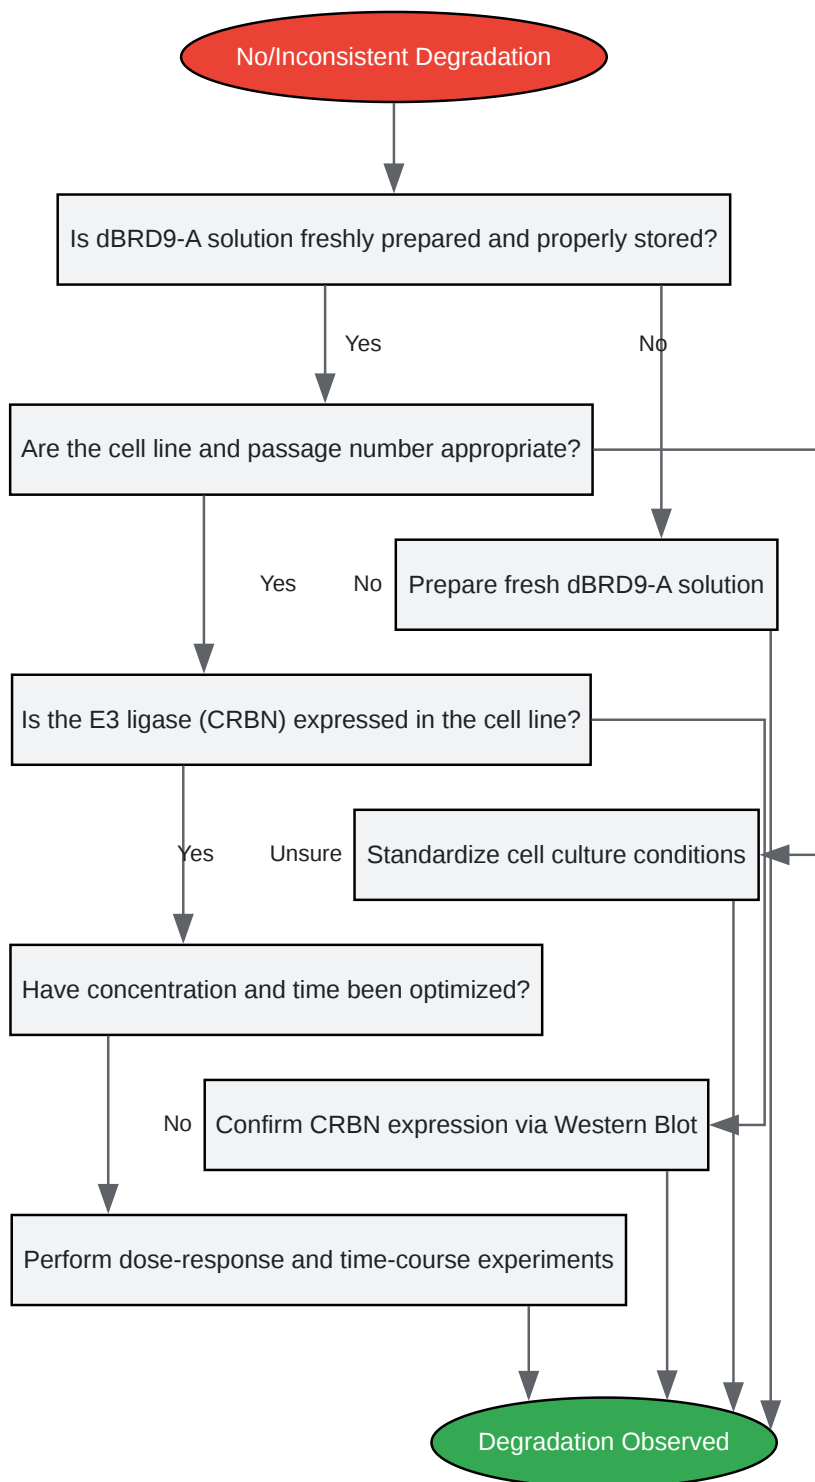 No/Inconsistent Degradation
Is dBRD9-A solution freshly prepared and properly stored?
Yes
No
Are the cell line and passage number appropriate?
Yes
No
Prepare fresh dBRD9-A solution
Is the E3 ligase (CRBN) expressed in the cell line?
Yes
Unsure
Standardize cell culture conditions
Have concentration and time been optimized?
No
Confirm CRBN expression via Western Blot
Perform dose-response and time-course experiments
Degradation Observed